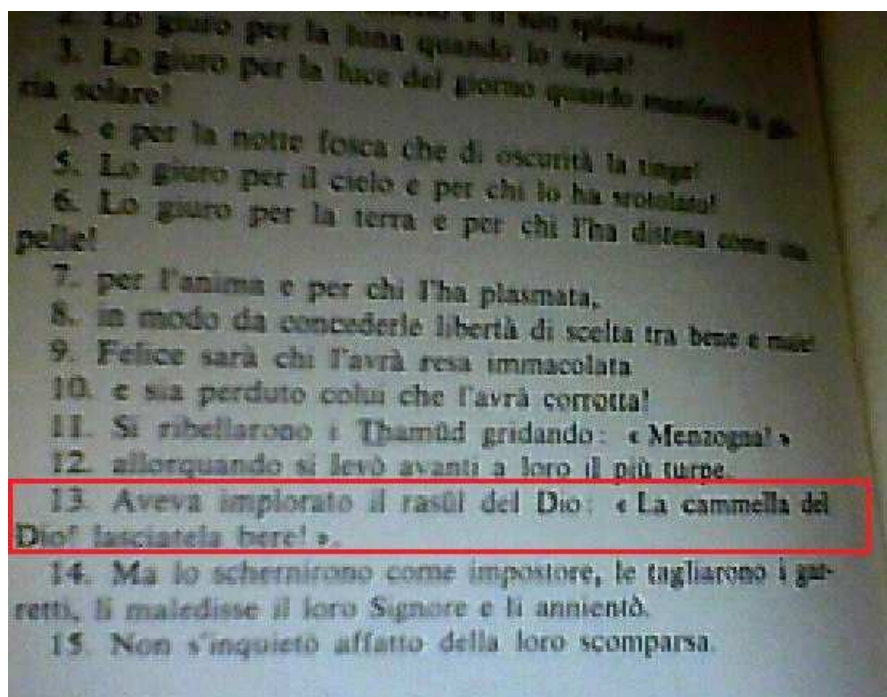 2. Lo giuro per la luna quando lo segue!
3. Lo giuro per la luce del giorno quando manifesta la glo-
ria solare!
4. e per la notte fosca che di oscurità la tinge!
5. Lo giuro per il cielo e per chi lo ha srotolato!
6. Lo giuro per la terra e per chi l'ha distesa come una
pelle!
7. per l'anima e per chi l'ha plasmata,
8. in modo da concederle libertà di scelta tra bene e male!
9. Felice sarà chi l'avrà resa immacolata
10. e sia perduto colui che l'avrà corrotta!
11. Si ribellarono i Thamūd gridando: « Menzogna! »
12. allorquando si levò avanti a loro il più turpe.
13. Aveva implorato il rasūl del Dio: « La cammella del
Dio! lasciatela bere! ».
14. Ma lo schernirono come impostore, le tagliarono i gar-
retti, li maledisse il loro Signore e li annientò.
15. Non s'inquietò affatto della loro scomparsa.